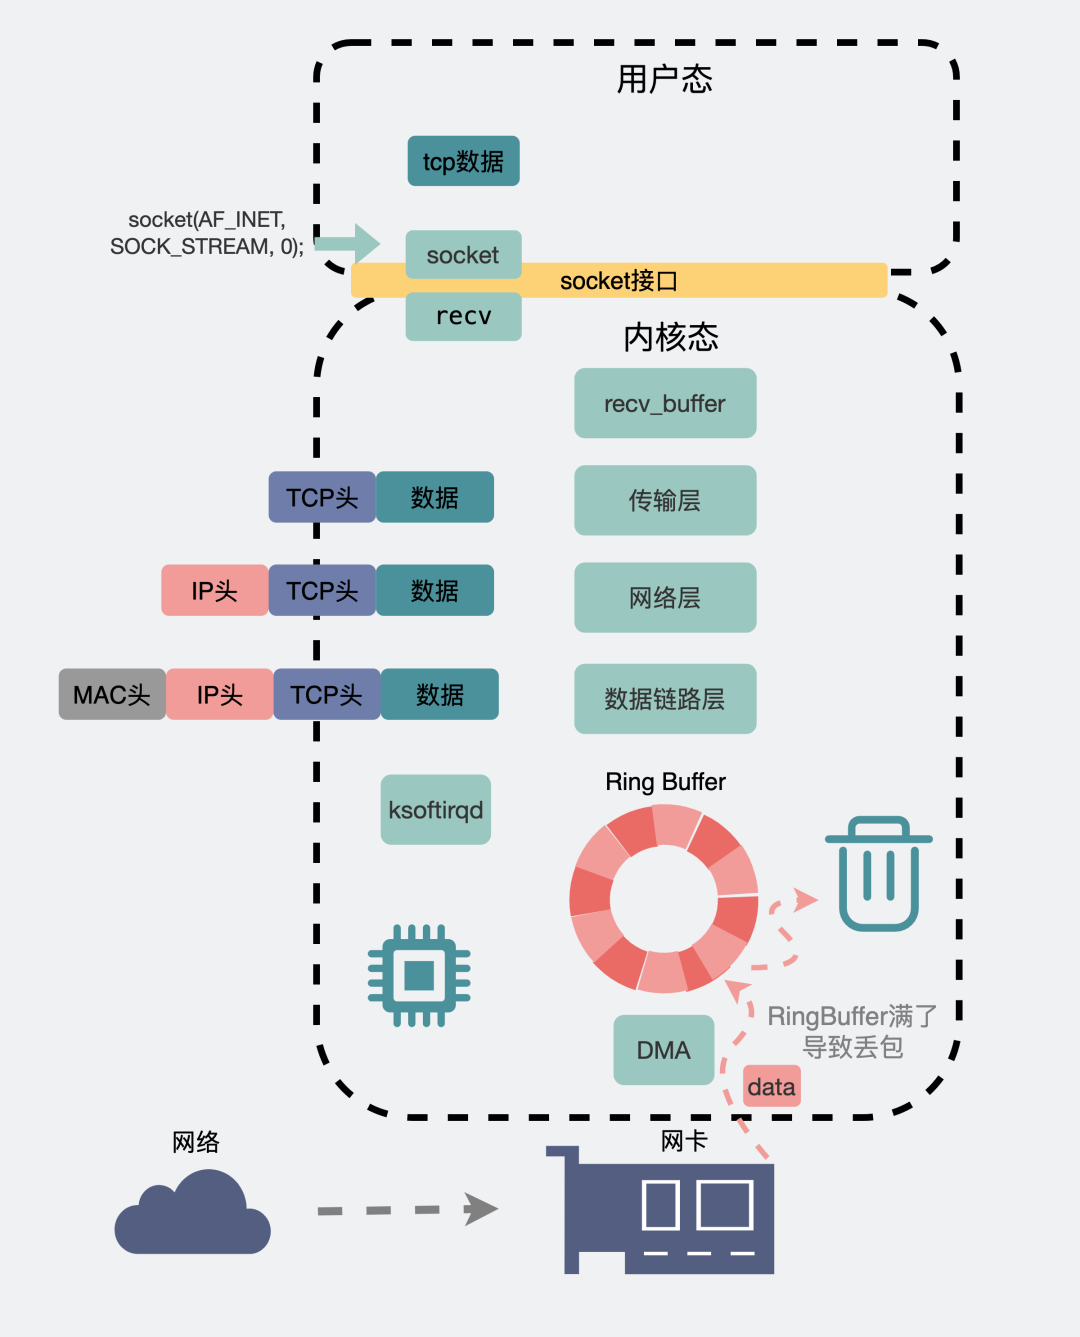 用户态
tcp数据
socket(AF_INET,
SOCK_STREAM, 0);
socket
socket接口
recv
内核态
recv_buffer
TCP头 数据
传输层
IP头 TCP头 数据
网络层
MAC头 IP头 TCP头 数据
数据链路层
Ring Buffer
ksoftirqd
RingBuffer满了
导致丢包
DMA
data
网络
网卡